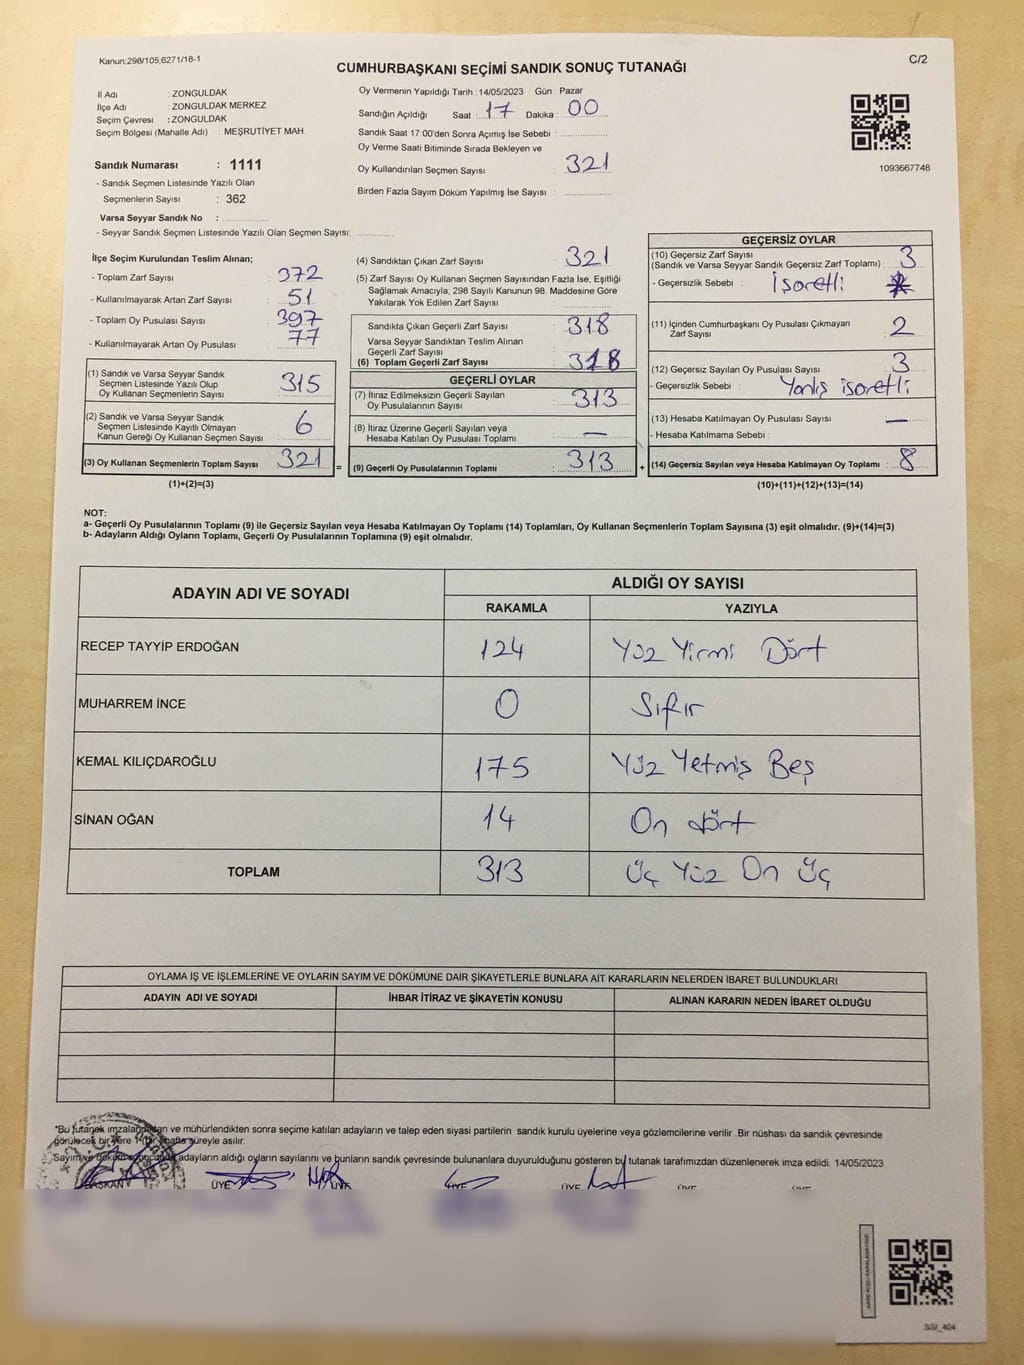 Kanun:298/105,6271/18-1
C/2
CUMHURBAŞKANI SEÇİMİ SANDIK SONUÇ TUTANAĞI
İl Adı : ZONGULDAK
İlçe Adı : ZONGULDAK MERKEZ
Seçim Çevresi : ZONGULDAK
Seçim Bölgesi (Mahalle Adı) : MEŞRUTİYET MAH.
Sandık Numarası : 1111
- Sandık Seçmen Listesinde Yazılı Olan
Seçmenlerin Sayısı : 362
Varsa Seyyar Sandık No :
- Seyyar Sandık Seçmen Listesinde Yazılı Olan Seçmen Sayısı:
Oy Vermenin Yapıldığı Tarih : 14/05/2023 Gün : Pazar
Sandığın Açıldığı Saat : 17 Dakika : 00
Sandık Saat 17:00'den Sonra Açımış İse Sebebi :
Oy Verme Saati Bitiminde Sırada Bekleyen ve
Oy Kullandırılan Seçmen Sayısı : 321
Birden Fazla Sayım Döküm Yapılmış İse Sayısı :
1093667748
İlçe Seçim Kurulundan Teslim Alınan;
- Toplam Zarf Sayısı : 372
- Kullanılmayarak Artan Zarf Sayısı : 51
- Toplam Oy Pusulası Sayısı : 397
- Kullanılmayarak Artan Oy Pusulası : 77
(1) Sandık ve Varsa Seyyar Sandık
Seçmen Listesinde Yazılı Olup
Oy Kullanan Seçmenlerin Sayısı : 315
(2) Sandık ve Varsa Seyyar Sandık
Seçmen Listesinde Kayıtlı Olmayan
Kanun Gereği Oy Kullanan Seçmen Sayısı : 6
(3) Oy Kullanan Seçmenlerin Toplam Sayısı : 321
(1)+(2)=(3)
(4) Sandıktan Çıkan Zarf Sayısı : 321
(5) Zarf Sayısı Oy Kullanan Seçmen Sayısından Fazla İse, Eşitliği
Sağlamak Amacıyla, 298 Sayılı Kanunun 98. Maddesine Göre
Yakılarak Yok Edilen Zarf Sayısı :
Sandıkta Çıkan Geçerli Zarf Sayısı : 318
Varsa Seyyar Sandıktan Teslim Alınan
Geçerli Zarf Sayısı :
(6) Toplam Geçerli Zarf Sayısı : 318
GEÇERLİ OYLAR
(7) İtiraz Edilmeksizin Geçerli Sayılan
Oy Pusulalarının Sayısı : 313
(8) İtiraz Üzerine Geçerli Sayılan veya
Hesaba Katılan Oy Pusulası Toplamı : —
= (9) Geçerli Oy Pusulalarının Toplamı : 313 +
GEÇERSİZ OYLAR
(10) Geçersiz Zarf Sayısı
(Sandık ve Varsa Seyyar Sandık Geçersiz Zarf Toplamı) : 3
- Geçersizlik Sebebi : İsaretli
(11) İçinden Cumhurbaşkanı Oy Pusulası Çıkmayan
Zarf Sayısı : 2
(12) Geçersiz Sayılan Oy Pusulası Sayısı : 3
- Geçersizlik Sebebi : Yanlış isaretli
(13) Hesaba Katılmayan Oy Pusulası Sayısı : —
- Hesaba Katılmama Sebebi :
(14) Geçersiz Sayılan veya Hesaba Katılmayan Oy Toplamı : 8
(10)+(11)+(12)+(13)=(14)
NOT:
a- Geçerli Oy Pusulalarının Toplamı (9) ile Geçersiz Sayılan veya Hesaba Katılmayan Oy Toplamı (14) Toplamları, Oy Kullanan Seçmenlerin Toplam Sayısına (3) eşit olmalıdır. (9)+(14)=(3)
b- Adayların Aldığı Oyların Toplamı, Geçerli Oy Pusulalarının Toplamına (9) eşit olmalıdır.
ADAYIN ADI VE SOYADI ALDIĞI OY SAYISI
RAKAMLA YAZIYLA
RECEP TAYYİP ERDOĞAN 124 Yüz Yirmi Dört
MUHARREM İNCE 0 Sıfır
KEMAL KILIÇDAROĞLU 175 Yüz Yetmiş Beş
SİNAN OĞAN 14 On dört
TOPLAM 313 Üç Yüz On Üç
OYLAMA İŞ VE İŞLEMLERİNE VE OYLARIN SAYIM VE DÖKÜMÜNE DAİR ŞİKAYETLERLE BUNLARA AİT KARARLARIN NELERDEN İBARET BULUNDUKLARI
ADAYIN ADI VE SOYADI İHBAR İTİRAZ VE ŞİKAYETİN KONUSU ALINAN KARARIN NEDEN İBARET OLDUĞU
"Bu tutanak imzalandıktan ve mühürlendikten sonra seçime katılan adayların ve talep eden siyasi partilerin sandık kurulu üyelerine veya gözlemcilerine verilir .Bir nüshası da sandık çevresinde
görülecek bir yere 1 bir hafta süreyle asılır.
Sayım ve döküm sonucunda adayların aldığı oyların sayılarını ve bunların sandık çevresinde bulunanlara duyurulduğunu gösteren bu tutanak tarafımızdan düzenlenerek imza edildi. 14/05/2023
BAŞKAN ÜYE ÜYE ÜYE ÜYE ÜYE ÜYE
SSI_404